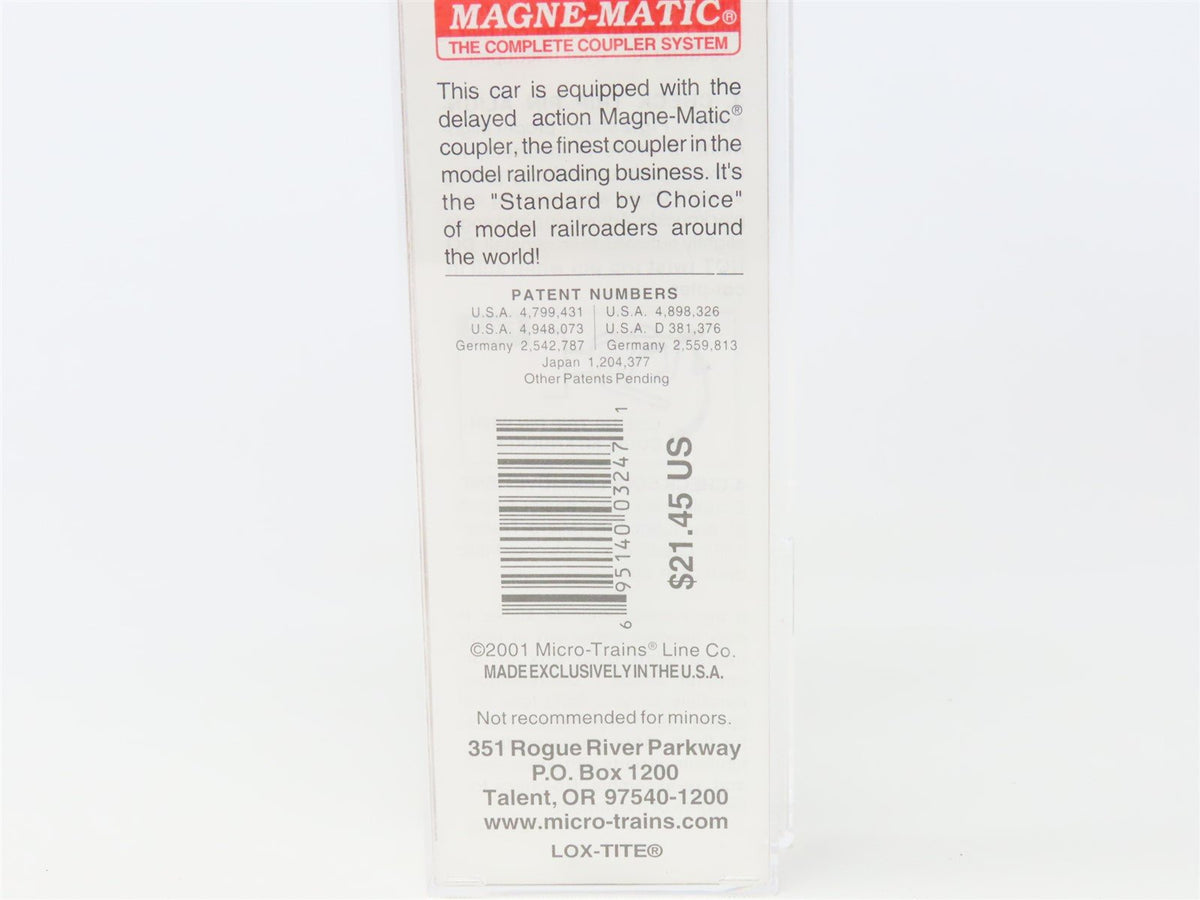 MAGNE-MATIC®
THE COMPLETE COUPLER SYSTEM
This car is equipped with the
delayed action Magne-Matic®
coupler, the finest coupler in the
model railroading business. It's
the "Standard by Choice"
of model railroaders around
the world!
PATENT NUMBERS
U.S.A. 4,799,431 | U.S.A. 4,898,326
U.S.A. 4,948,073 | U.S.A. D 381,376
Germany 2,542,787 | Germany 2,559,813
Japan 1,204,377
Other Patents Pending
6 95140 03247 1
$21.45 US
©2001 Micro-Trains® Line Co.
MADE EXCLUSIVELY IN THE U.S.A.
Not recommended for minors.
351 Rogue River Parkway
P.O. Box 1200
Talent, OR 97540-1200
www.micro-trains.com
LOX-TITE®